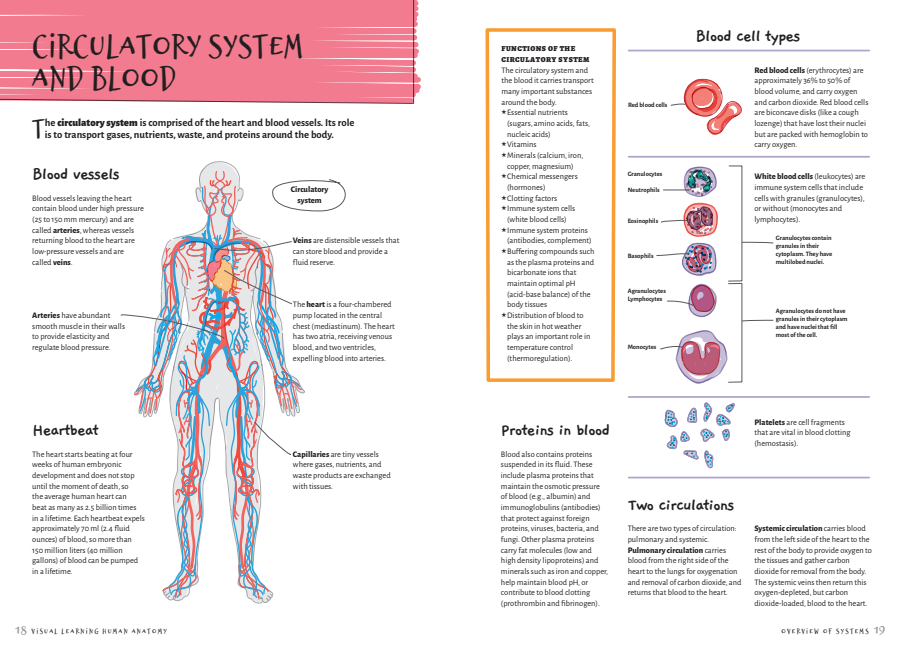 CIRCULATORY SYSTEM
AND BLOOD
The circulatory system is comprised of the heart and blood vessels. Its role
is to transport gases, nutrients, waste, and proteins around the body.
Blood vessels
Blood vessels leaving the heart
contain blood under high pressure
(25 to 150 mm mercury) and are
called arteries, whereas vessels
returning blood to the heart are
low-pressure vessels and are
called veins.
Arteries have abundant
smooth muscle in their walls
to provide elasticity and
regulate blood pressure.
Heartbeat
The heart starts beating at four
weeks of human embryonic
development and does not stop
until the moment of death, so
the average human heart can
beat as many as 2.5 billion times
in a lifetime. Each heartbeat expels
approximately 70 ml (2.4 fluid
ounces) of blood, so more than
150 million liters (40 million
gallons) of blood can be pumped
in a lifetime.
Circulatory
system
Veins are distensible vessels that
can store blood and provide a
fluid reserve.
The heart is a four-chambered
pump located in the central
chest (mediastinum). The heart
has two atria, receiving venous
blood, and two ventricles,
expelling blood into arteries.
Capillaries are tiny vessels
where gases, nutrients, and
waste products are exchanged
with tissues.
18 VISUAL LEARNING HUMAN ANATOMY
FUNCTIONS OF THE
CIRCULATORY SYSTEM
The circulatory system and
the blood it carries transport
many important substances
around the body.
★Essential nutrients
(sugars, amino acids, fats,
nucleic acids)
★Vitamins
★Minerals (calcium, iron,
copper, magnesium)
★Chemical messengers
(hormones)
★Clotting factors
★Immune system cells
(white blood cells)
★Immune system proteins
(antibodies, complement)
★Buffering compounds such
as the plasma proteins and
bicarbonate ions that
maintain optimal pH
(acid-base balance) of the
body tissues
★Distribution of blood to
the skin in hot weather
plays an important role in
temperature control
(thermoregulation).
Proteins in blood
Blood also contains proteins
suspended in its fluid. These
include plasma proteins that
maintain the osmotic pressure
of blood (e.g., albumin) and
immunoglobulins (antibodies)
that protect against foreign
proteins, viruses, bacteria, and
fungi. Other plasma proteins
carry fat molecules (low and
high density lipoproteins) and
minerals such as iron and copper,
help maintain blood pH, or
contribute to blood clotting
(prothrombin and fibrinogen).
Blood cell types
Red blood cells
Red blood cells (erythrocytes) are
approximately 36% to 50% of
blood volume, and carry oxygen
and carbon dioxide. Red blood cells
are biconcave disks (like a cough
lozenge) that have lost their nuclei
but are packed with hemoglobin to
carry oxygen.
Granulocytes
Neutrophils
Eosinophils
Basophils
Agranulocytes
Lymphocytes
Monocytes
White blood cells (leukocytes) are
immune system cells that include
cells with granules (granulocytes),
or without (monocytes and
lymphocytes).
Granulocytes contain
granules in their
cytoplasm. They have
multilobed nuclei.
Agranulocytes do not have
granules in their cytoplasm
and have nuclei that fill
most of the cell.
Platelets are cell fragments
that are vital in blood clotting
(hemostasis).
Two circulations
There are two types of circulation:
pulmonary and systemic.
Pulmonary circulation carries
blood from the right side of the
heart to the lungs for oxygenation
and removal of carbon dioxide, and
returns that blood to the heart.
Systemic circulation carries blood
from the left side of the heart to the
rest of the body to provide oxygen to
the tissues and gather carbon
dioxide for removal from the body.
The systemic veins then return this
oxygen-depleted, but carbon
dioxide-loaded, blood to the heart.
OVERVIEW OF SYSTEMS 19